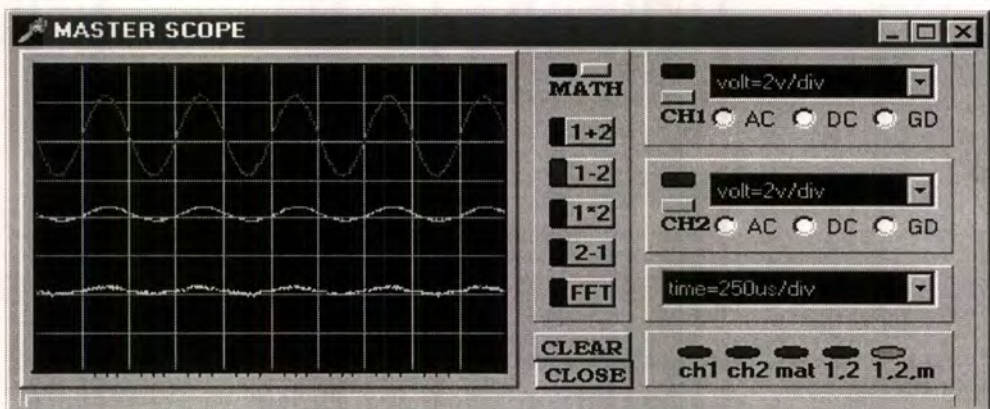 MASTER SCOPE
MATH
1+2
1-2
1*2
2-1
FFT
CLEAR
CLOSE
volt=2v/div
CH1 AC DC GD
volt=2v/div
CH2 AC DC GD
time=250us/div
ch1 ch2 mat 1,2 1,2,m